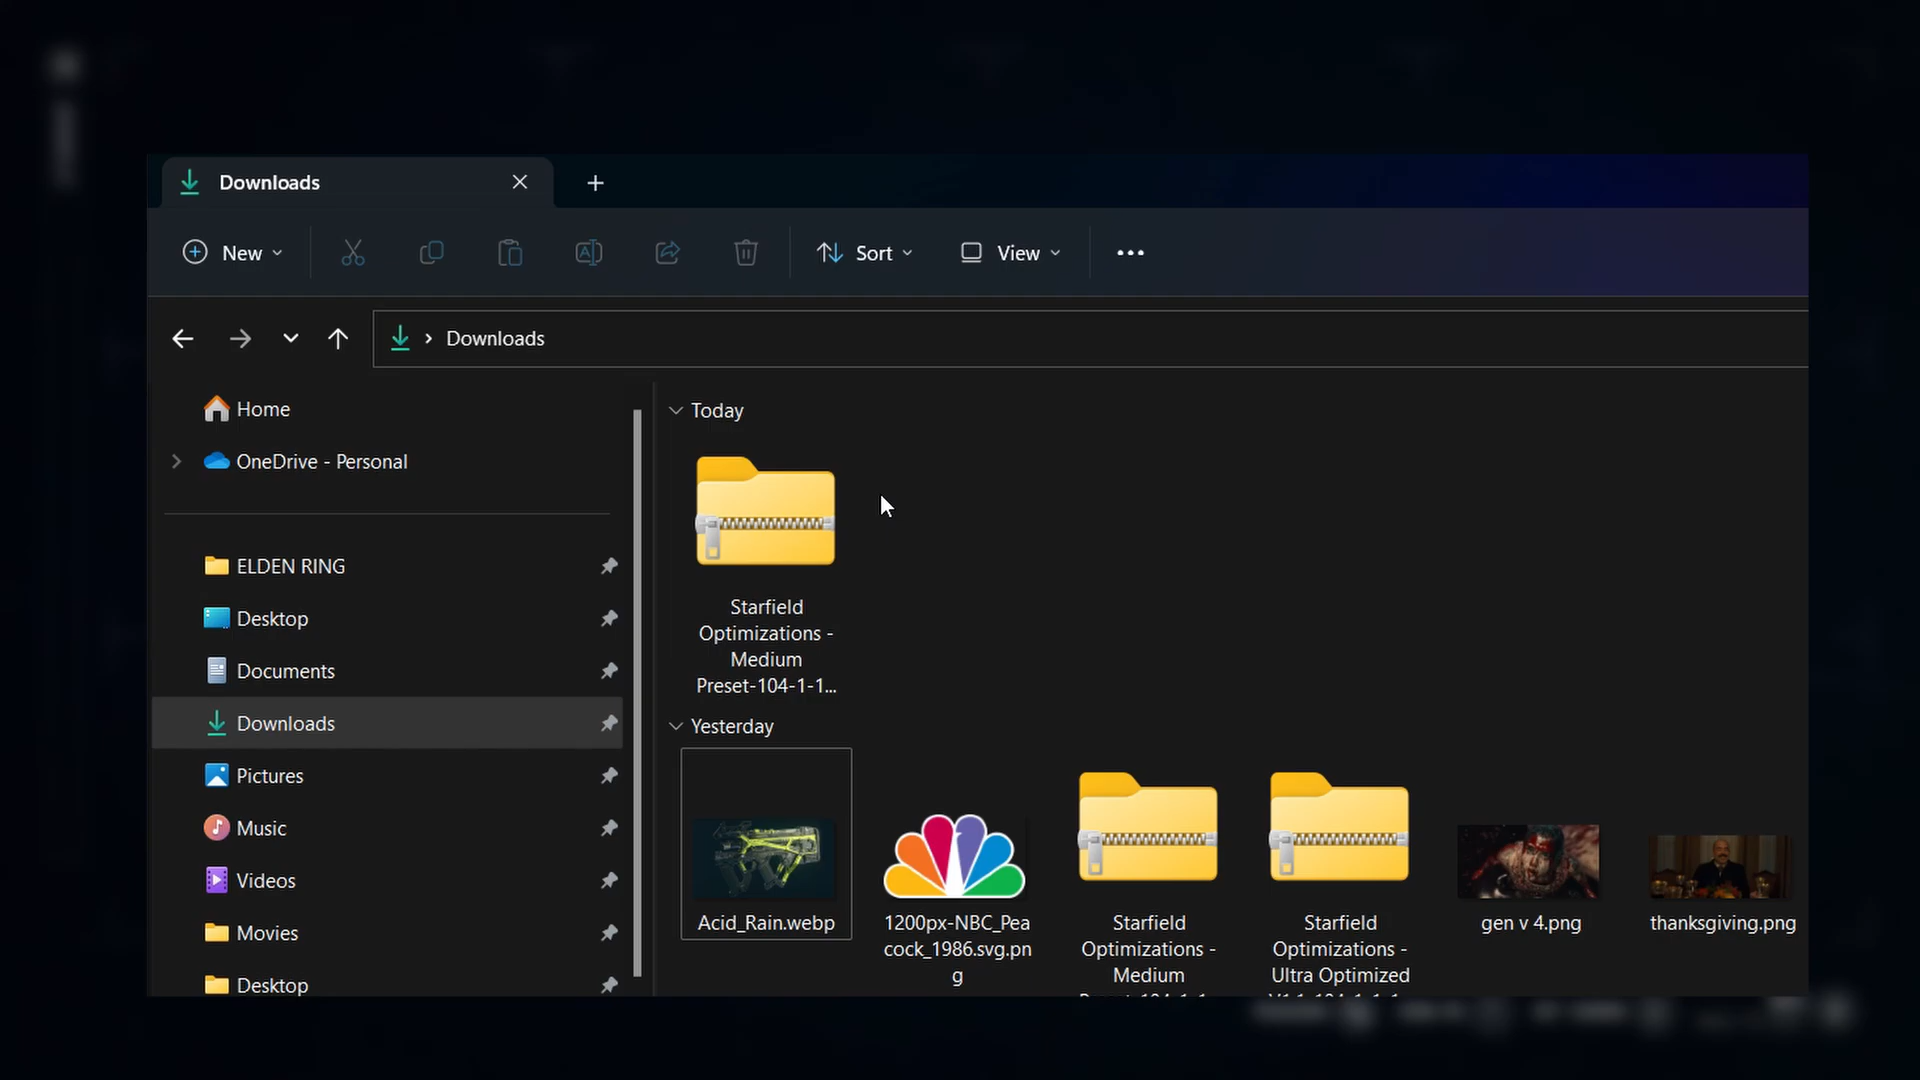 Downloads
New
Sort
View
Downloads
Home
OneDrive - Personal
ELDEN RING
Desktop
Documents
Downloads
Pictures
Music
Videos
Movies
Desktop
Today
Starfield
Optimizations -
Medium
Preset-104-1-1...
Yesterday
Acid_Rain.webp
1200px-NBC_Pea
cock_1986.svg.pn
g
Starfield
Optimizations -
Medium
Starfield
Optimizations -
Ultra Optimized
gen v 4.png
thanksgiving.png